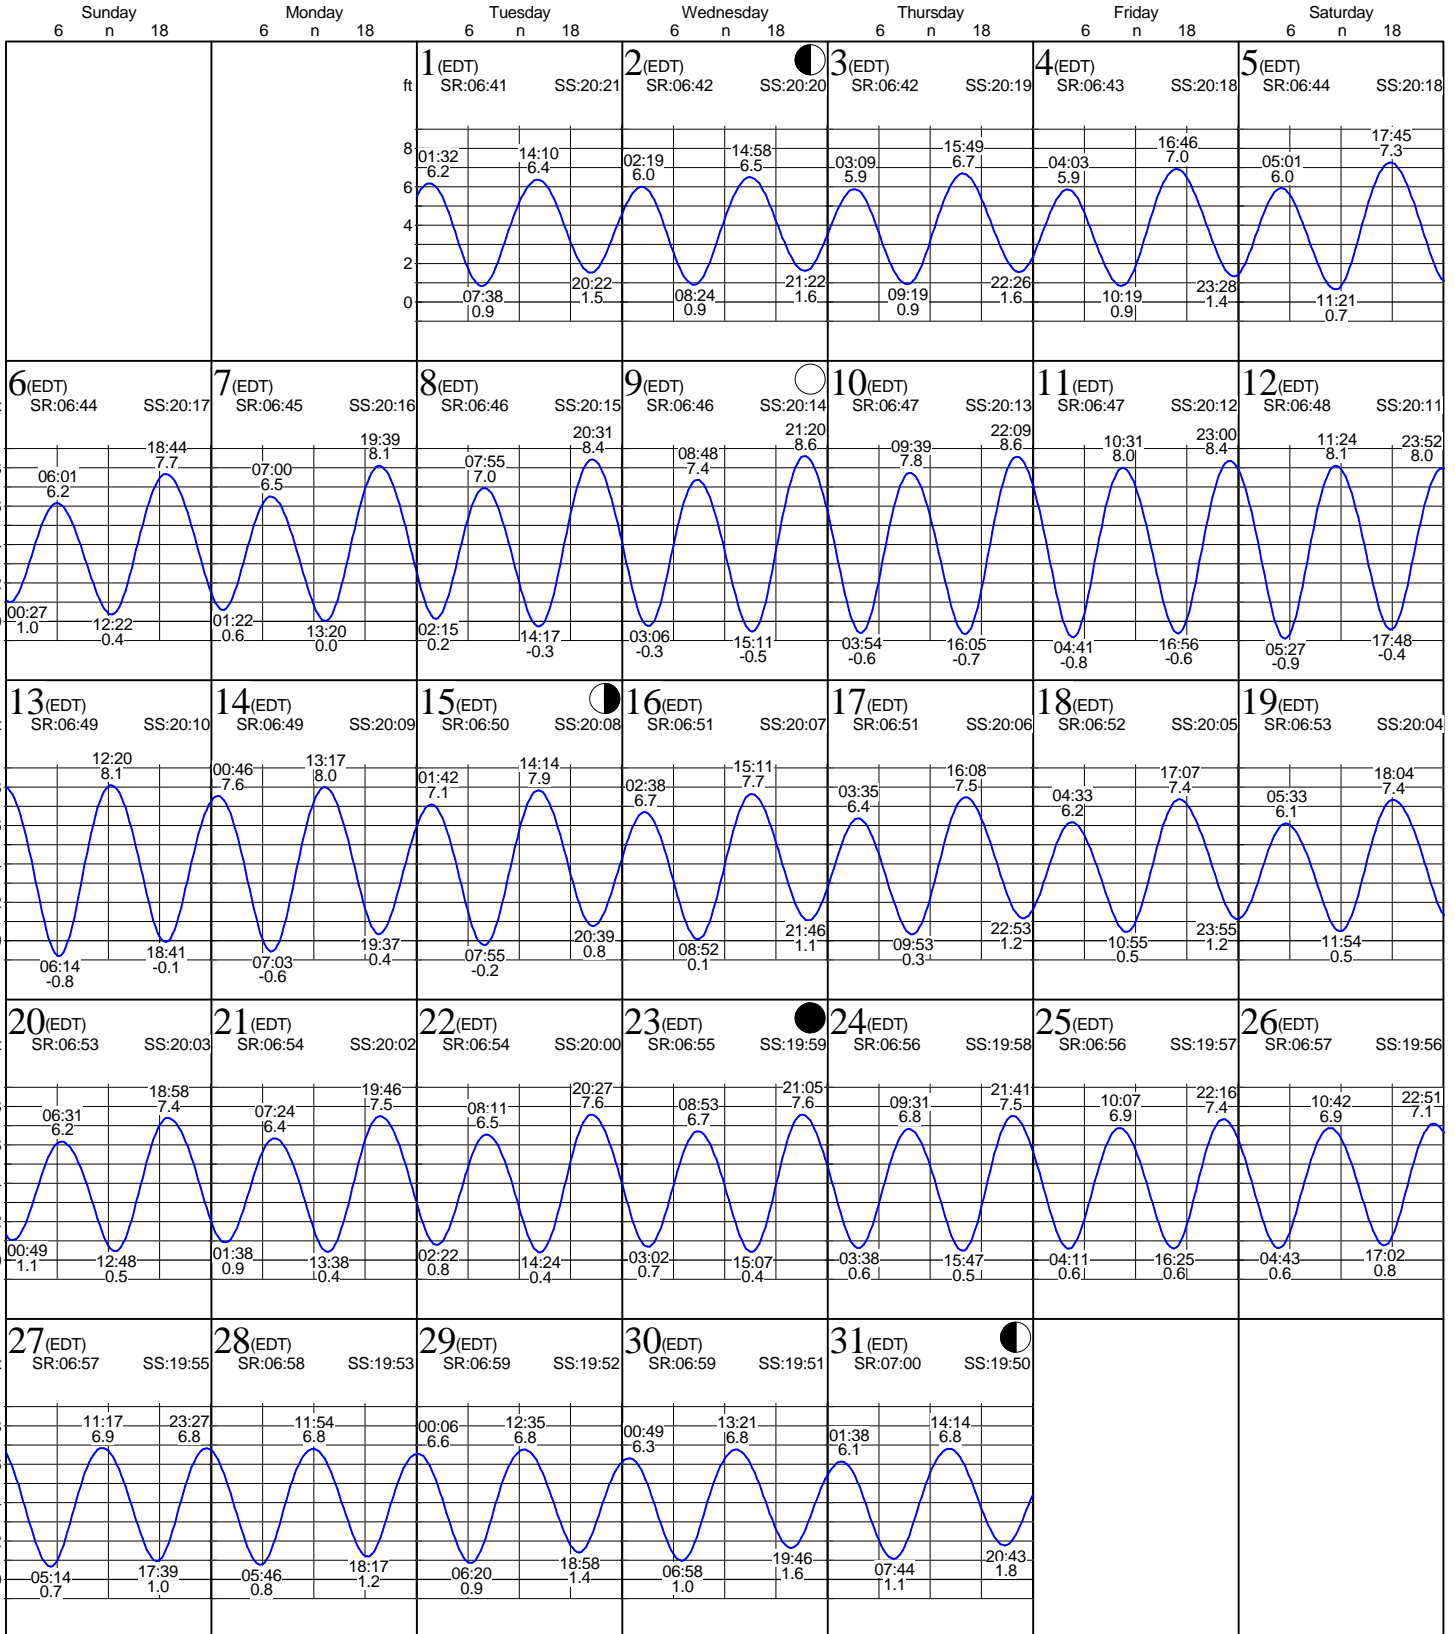 Sunday Monday Tuesday Wednesday Thursday Friday Saturday
6 n 18 6 n 18 6 n 18 6 n 18 6 n 18 6 n 18 6 n 18
1(EDT) 2(EDT) 3(EDT) 4(EDT) 5(EDT)
ft SR:06:41 SS:20:21 SR:06:42 SS:20:20 SR:06:42 SS:20:19 SR:06:43 SS:20:18 SR:06:44 SS:20:18
8
6
4
2
0
01:32 14:10 02:19 14:58 03:09 15:49 04:03 16:46 05:01 17:45
6.2 6.4 6.0 6.5 5.9 6.7 5.9 7.0 6.0 7.3
07:38 20:22 08:24 21:22 09:19 22:26 10:19 23:28 11:21
0.9 1.5 0.9 1.6 0.9 1.6 0.9 1.4 0.7
6(EDT) 7(EDT) 8(EDT) 9(EDT) 10(EDT) 11(EDT) 12(EDT)
SR:06:44 SS:20:17 SR:06:45 SS:20:16 SR:06:46 SS:20:15 SR:06:46 SS:20:14 SR:06:47 SS:20:13 SR:06:47 SS:20:12 SR:06:48 SS:20:11
06:01 18:44 07:00 19:39 07:55 20:31 08:48 21:20 09:39 22:09 10:31 23:00 11:24 23:52
6.2 7.7 6.5 8.1 7.0 8.4 7.4 8.6 7.8 8.6 8.0 8.4 8.1 8.0
00:27 12:22 01:22 13:20 02:15 14:17 03:06 15:11 03:54 16:05 04:41 16:56 05:27 17:48
1.0 0.4 0.6 0.0 0.2 -0.3 -0.3 -0.5 -0.6 -0.7 -0.8 -0.6 -0.9 -0.4
13(EDT) 14(EDT) 15(EDT) 16(EDT) 17(EDT) 18(EDT) 19(EDT)
SR:06:49 SS:20:10 SR:06:49 SS:20:09 SR:06:50 SS:20:08 SR:06:51 SS:20:07 SR:06:51 SS:20:06 SR:06:52 SS:20:05 SR:06:53 SS:20:04
12:20 00:46 13:17 01:42 14:14 02:38 15:11 03:35 16:08 04:33 17:07 05:33 18:04
8.1 7.6 8.0 7.1 7.9 6.7 7.7 6.4 7.5 6.2 7.4 6.1 7.4
06:14 18:41 07:03 19:37 07:55 20:39 08:52 21:46 09:53 22:53 10:55 23:55 11:54
-0.8 -0.1 -0.6 0.4 -0.2 0.8 0.1 1.1 0.3 1.2 0.5 1.2 0.5
20(EDT) 21(EDT) 22(EDT) 23(EDT) 24(EDT) 25(EDT) 26(EDT)
SR:06:53 SS:20:03 SR:06:54 SS:20:02 SR:06:54 SS:20:00 SR:06:55 SS:19:59 SR:06:56 SS:19:58 SR:06:56 SS:19:57 SR:06:57 SS:19:56
06:31 18:58 07:24 19:46 08:11 20:27 08:53 21:05 09:31 21:41 10:07 22:16 10:42 22:51
6.2 7.4 6.4 7.5 6.5 7.6 6.7 7.6 6.8 7.5 6.9 7.4 6.9 7.1
00:49 12:48 01:38 13:38 02:22 14:24 03:02 15:07 03:38 15:47 04:11 16:25 04:43 17:02
1.1 0.5 0.9 0.4 0.8 0.4 0.7 0.4 0.6 0.5 0.6 0.6 0.6 0.8
27(EDT) 28(EDT) 29(EDT) 30(EDT) 31(EDT)
SR:06:57 SS:19:55 SR:06:58 SS:19:53 SR:06:59 SS:19:52 SR:06:59 SS:19:51 SR:07:00 SS:19:50
11:17 23:27 11:54 00:06 12:35 00:49 13:21 01:38 14:14
6.9 6.8 6.8 6.6 6.8 6.3 6.8 6.1 6.8
05:14 17:39 05:46 18:17 06:20 18:58 06:58 19:46 07:44 20:43
0.7 1.0 0.8 1.2 0.9 1.4 1.0 1.6 1.1 1.8